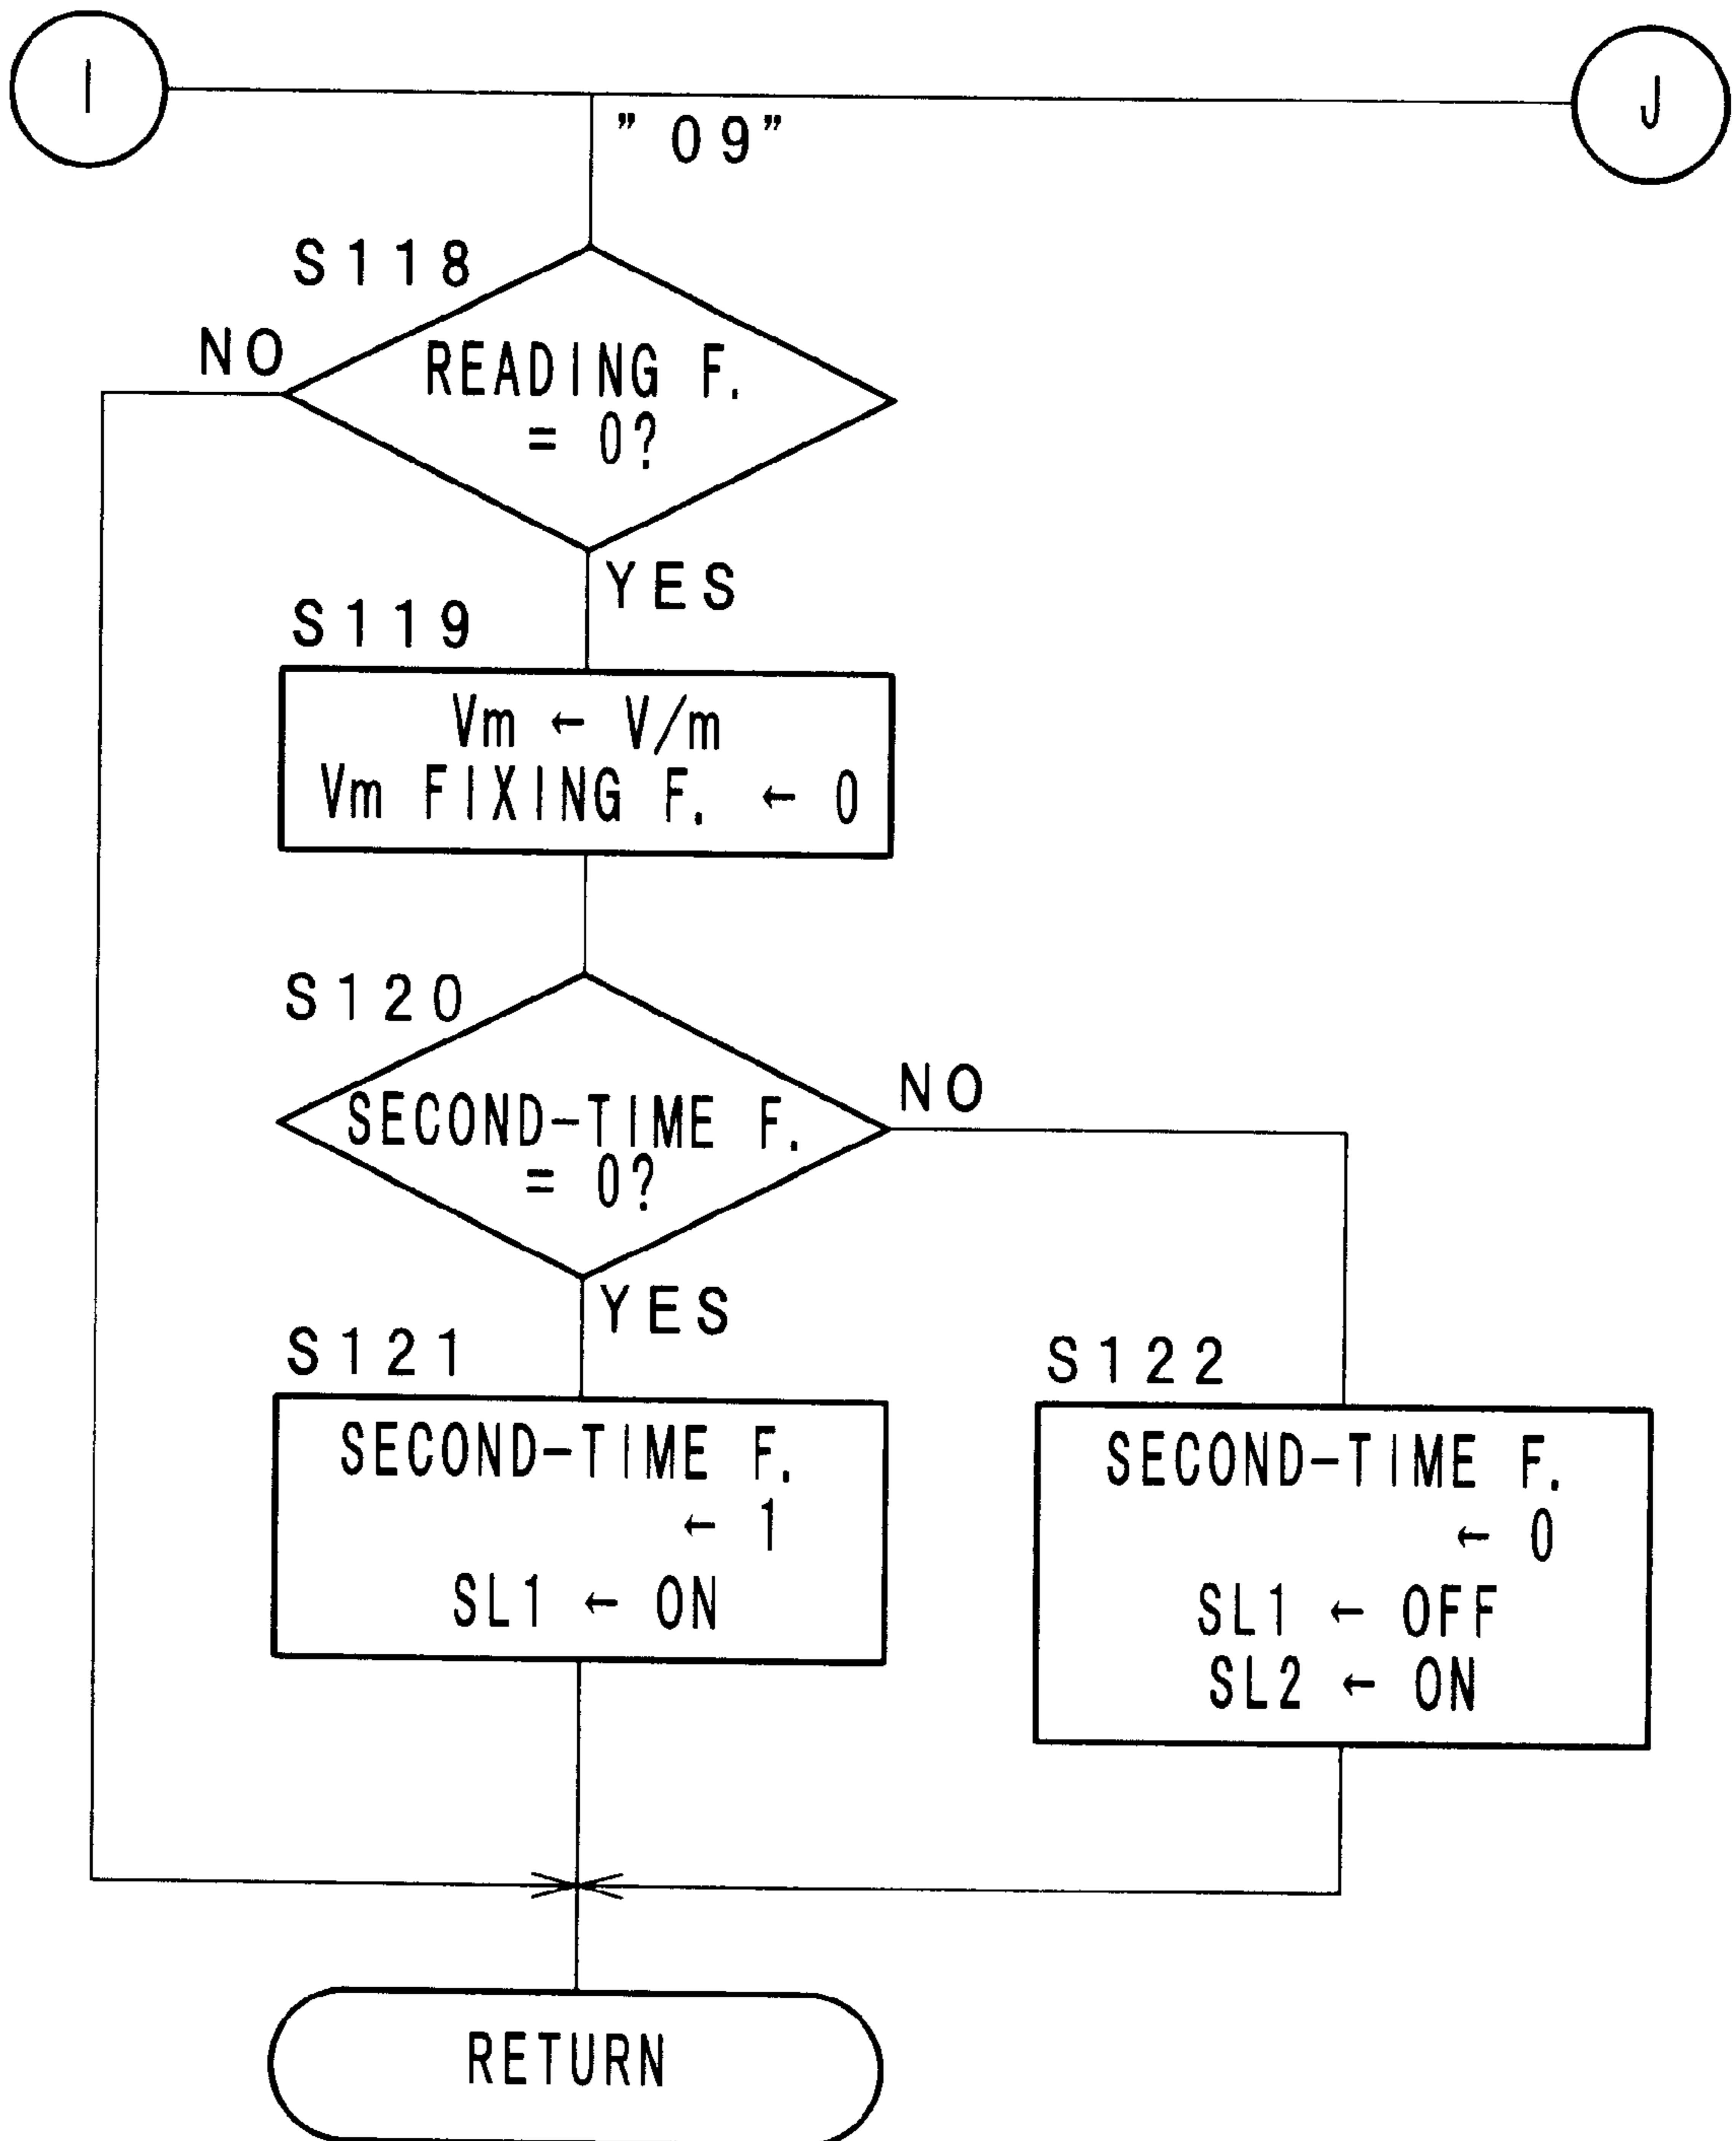 I
J
"09"
S118
NO
READING F.
= 0?
YES
S119
Vm ← V/m
Vm FIXING F. ← 0
S120
SECOND-TIME F.
= 0?
NO
YES
S121
SECOND-TIME F.
← 1
SL1 ← ON
S122
SECOND-TIME F.
← 0
SL1 ← OFF
SL2 ← ON
RETURN